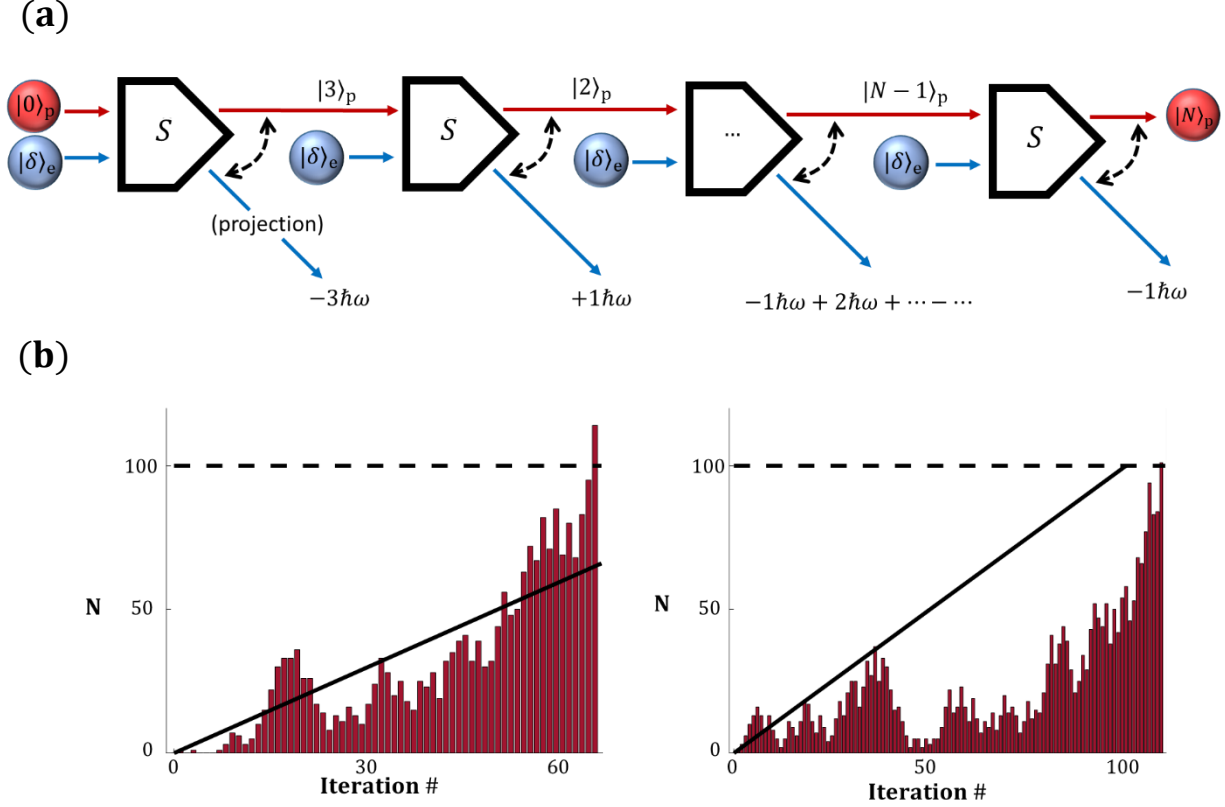 (a)
|0⟩ₚ
|δ⟩ₑ
S
|3⟩ₚ
(projection)
−3ℏω
|δ⟩ₑ
S
|2⟩ₚ
+1ℏω
|δ⟩ₑ
...
|N − 1⟩ₚ
−1ℏω + 2ℏω + ⋯ − ⋯
|δ⟩ₑ
S
|N⟩ₚ
−1ℏω
(b)
100
50
0
N
0
30
60
Iteration #
100
50
0
N
0
50
100
Iteration #